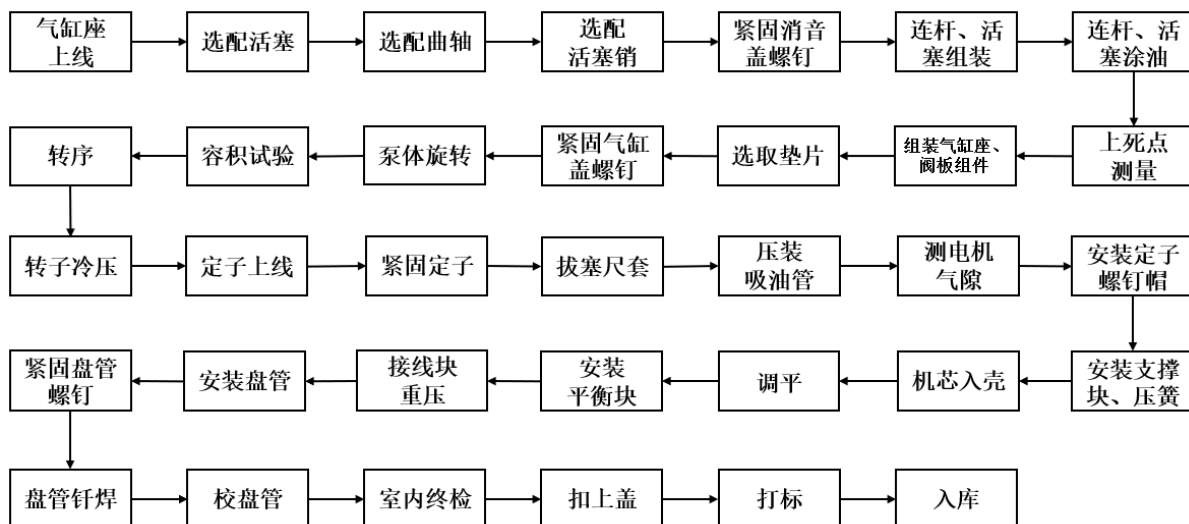 气缸座
上线
选配活塞
选配曲轴
选配
活塞销
紧固消音
盖螺钉
连杆、活
塞组装
连杆、活
塞涂油
上死点
测量
组装气缸座、
阀板组件
选取垫片
紧固气缸
盖螺钉
泵体旋转
容积试验
转序
转子冷压
定子上线
紧固定子
拔塞尺套
压装
吸油管
测电机
气隙
安装定子
螺钉帽
安装支撑
块、压簧
机芯入壳
调平
安装
平衡块
接线块
重压
安装盘管
紧固盘管
螺钉
盘管钎焊
校盘管
室内终检
扣上盖
打标
入库